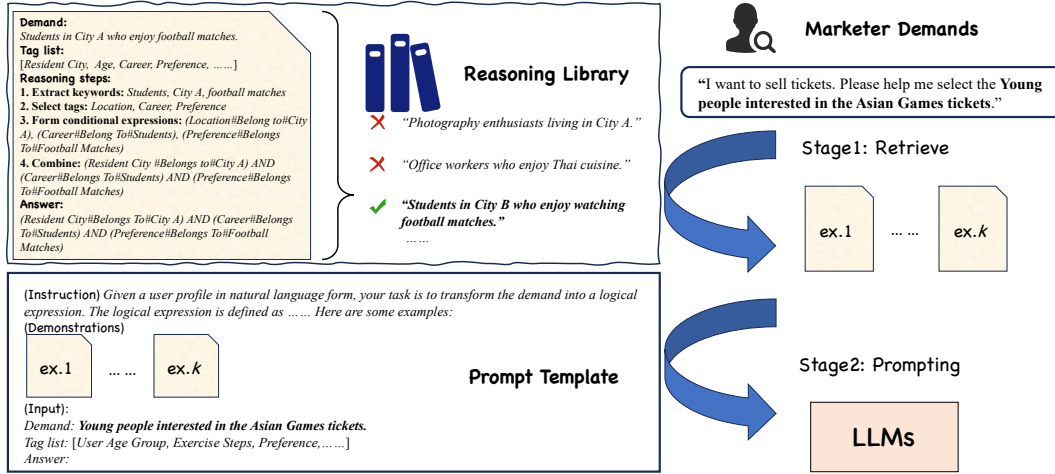 Demand:
Students in City A who enjoy football matches.
Tag list:
[Resident City, Age, Career, Preference, ……]
Reasoning steps:
1. Extract keywords: Students, City A, football matches
2. Select tags: Location, Career, Preference
3. Form conditional expressions: (Location#Belong to#City
A), (Career#Belong To#Students), (Preference#Belongs
To#Football Matches)
4. Combine: (Resident City #Belongs to#City A) AND
(Career#Belongs To#Students) AND (Preference#Belongs
To#Football Matches)
Answer:
(Resident City#Belongs To#City A) AND (Career#Belongs
To#Students) AND (Preference#Belongs To#Football
Matches)
Reasoning Library
“Photography enthusiasts living in City A.”
“Office workers who enjoy Thai cuisine.”
“Students in City B who enjoy watching
football matches.”
……
Marketer Demands
“I want to sell tickets. Please help me select the Young
people interested in the Asian Games tickets.”
Stage1: Retrieve
ex.1 …… ex.k
(Instruction) Given a user profile in natural language form, your task is to transform the demand into a logical
expression. The logical expression is defined as …… Here are some examples:
(Demonstrations)
ex.1 …… ex.k
Prompt Template
(Input):
Demand: Young people interested in the Asian Games tickets.
Tag list: [User Age Group, Exercise Steps, Preference,……]
Answer:
Stage2: Prompting
LLMs